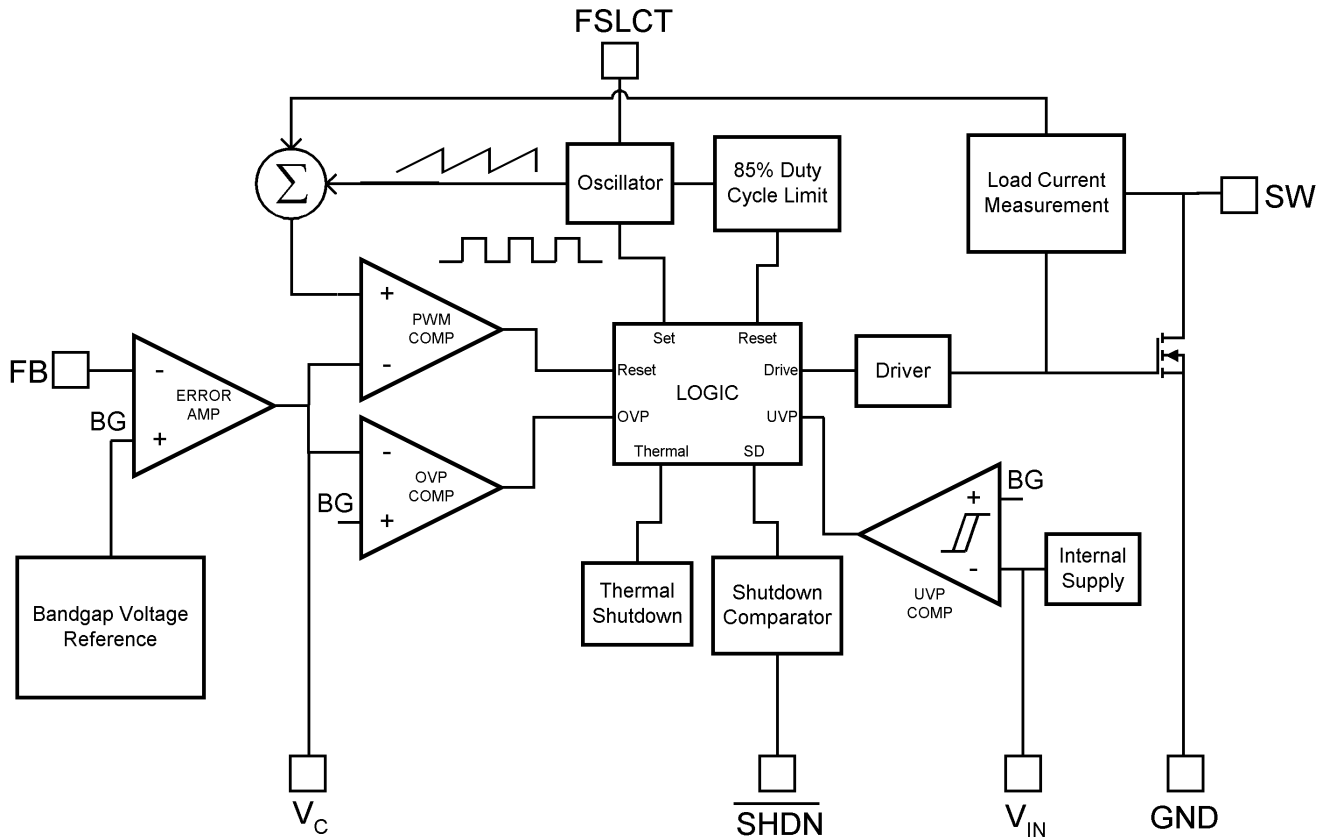 FSLCT
Σ
Oscillator
85% Duty
Cycle Limit
Load Current
Measurement
SW
+
PWM
COMP
-
Set
Reset
Reset
Drive
LOGIC
OVP
UVP
Thermal
SD
Driver
FB
-
ERROR
AMP
BG
+
-
OVP
COMP
BG
+
+
BG
-
UVP
COMP
Internal
Supply
Bandgap Voltage
Reference
Thermal
Shutdown
Shutdown
Comparator
VC
SHDN
VIN
GND